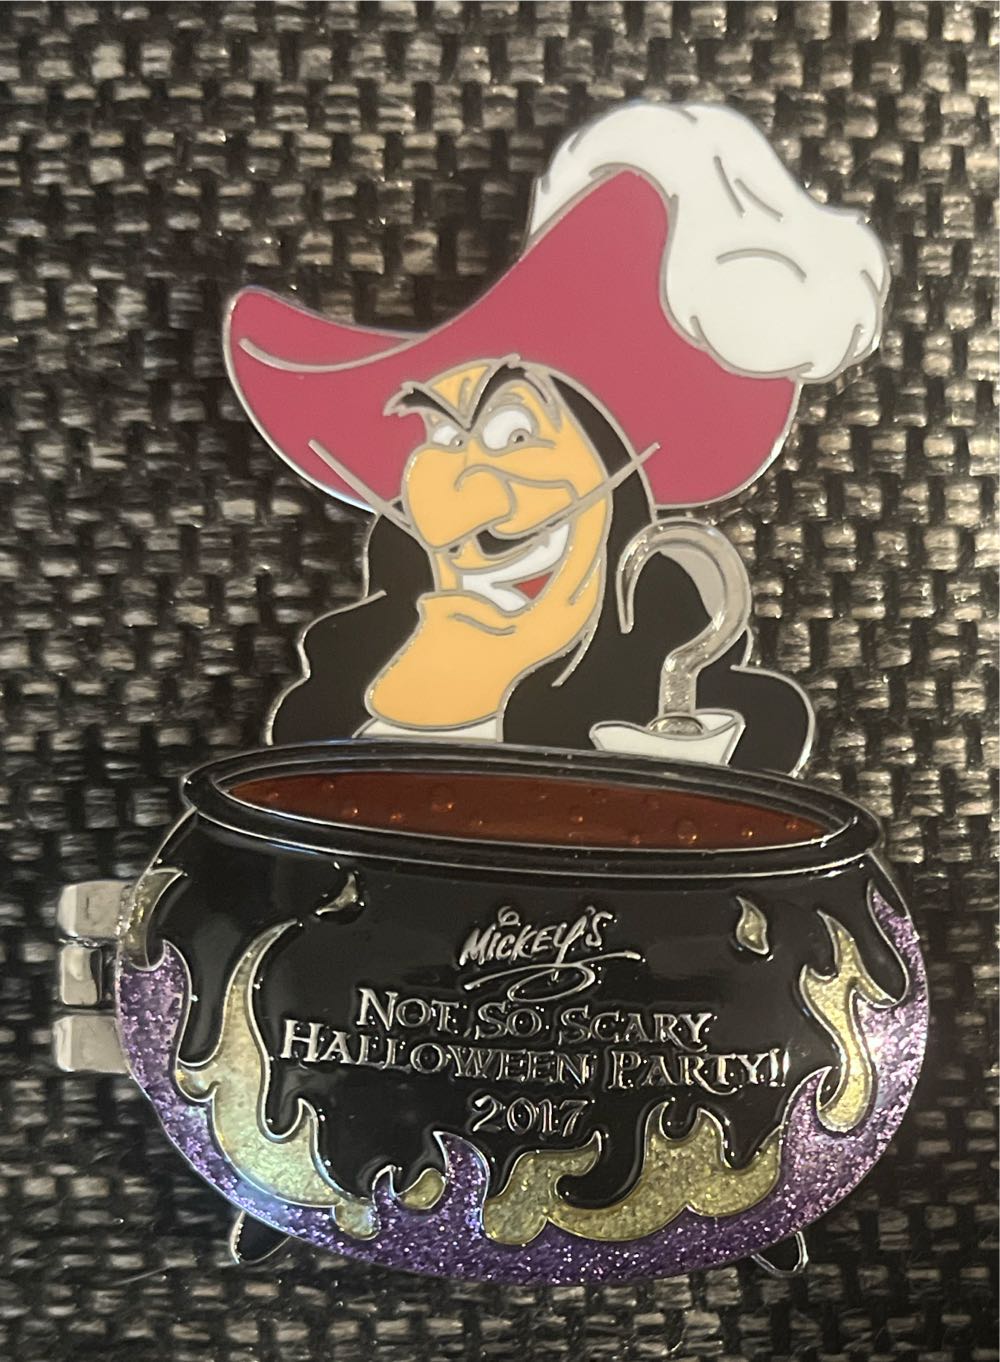 Mickey's
Not So Scary
Halloween Party!
2017